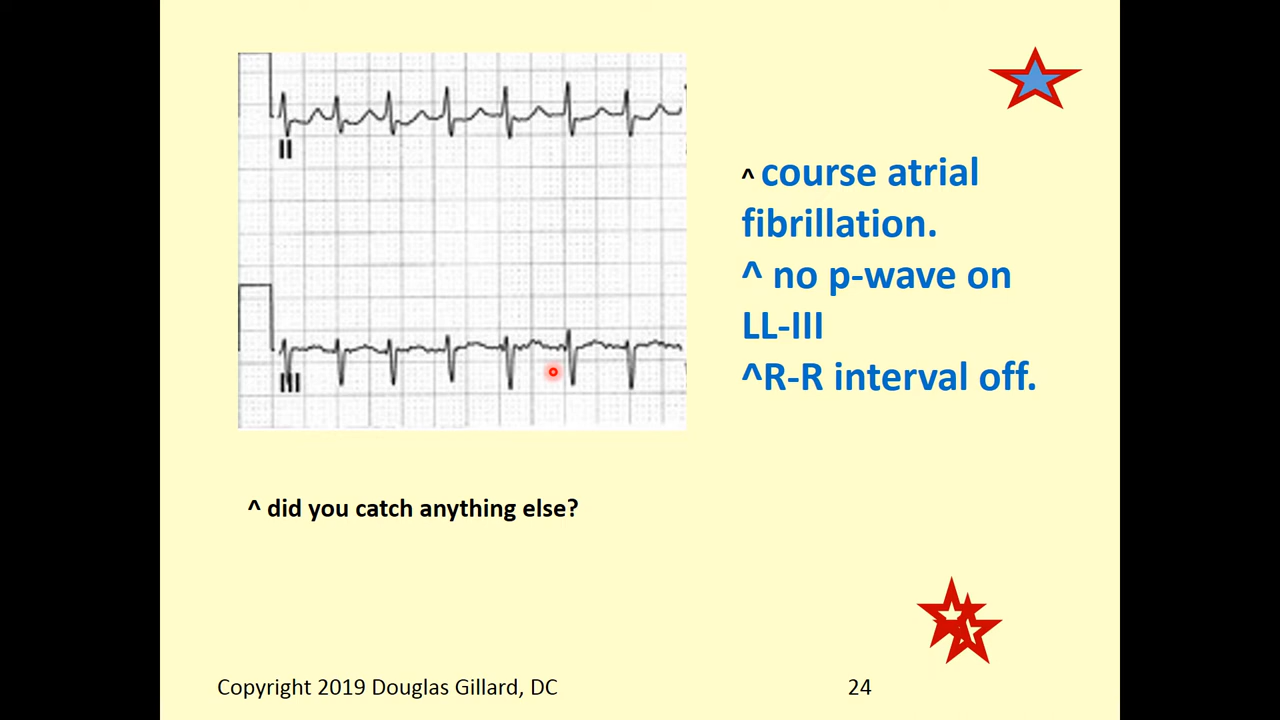 II
III
^ course atrial
fibrillation.
^ no p-wave on
LL-III
^R-R interval off.
^ did you catch anything else?
Copyright 2019 Douglas Gillard, DC
24